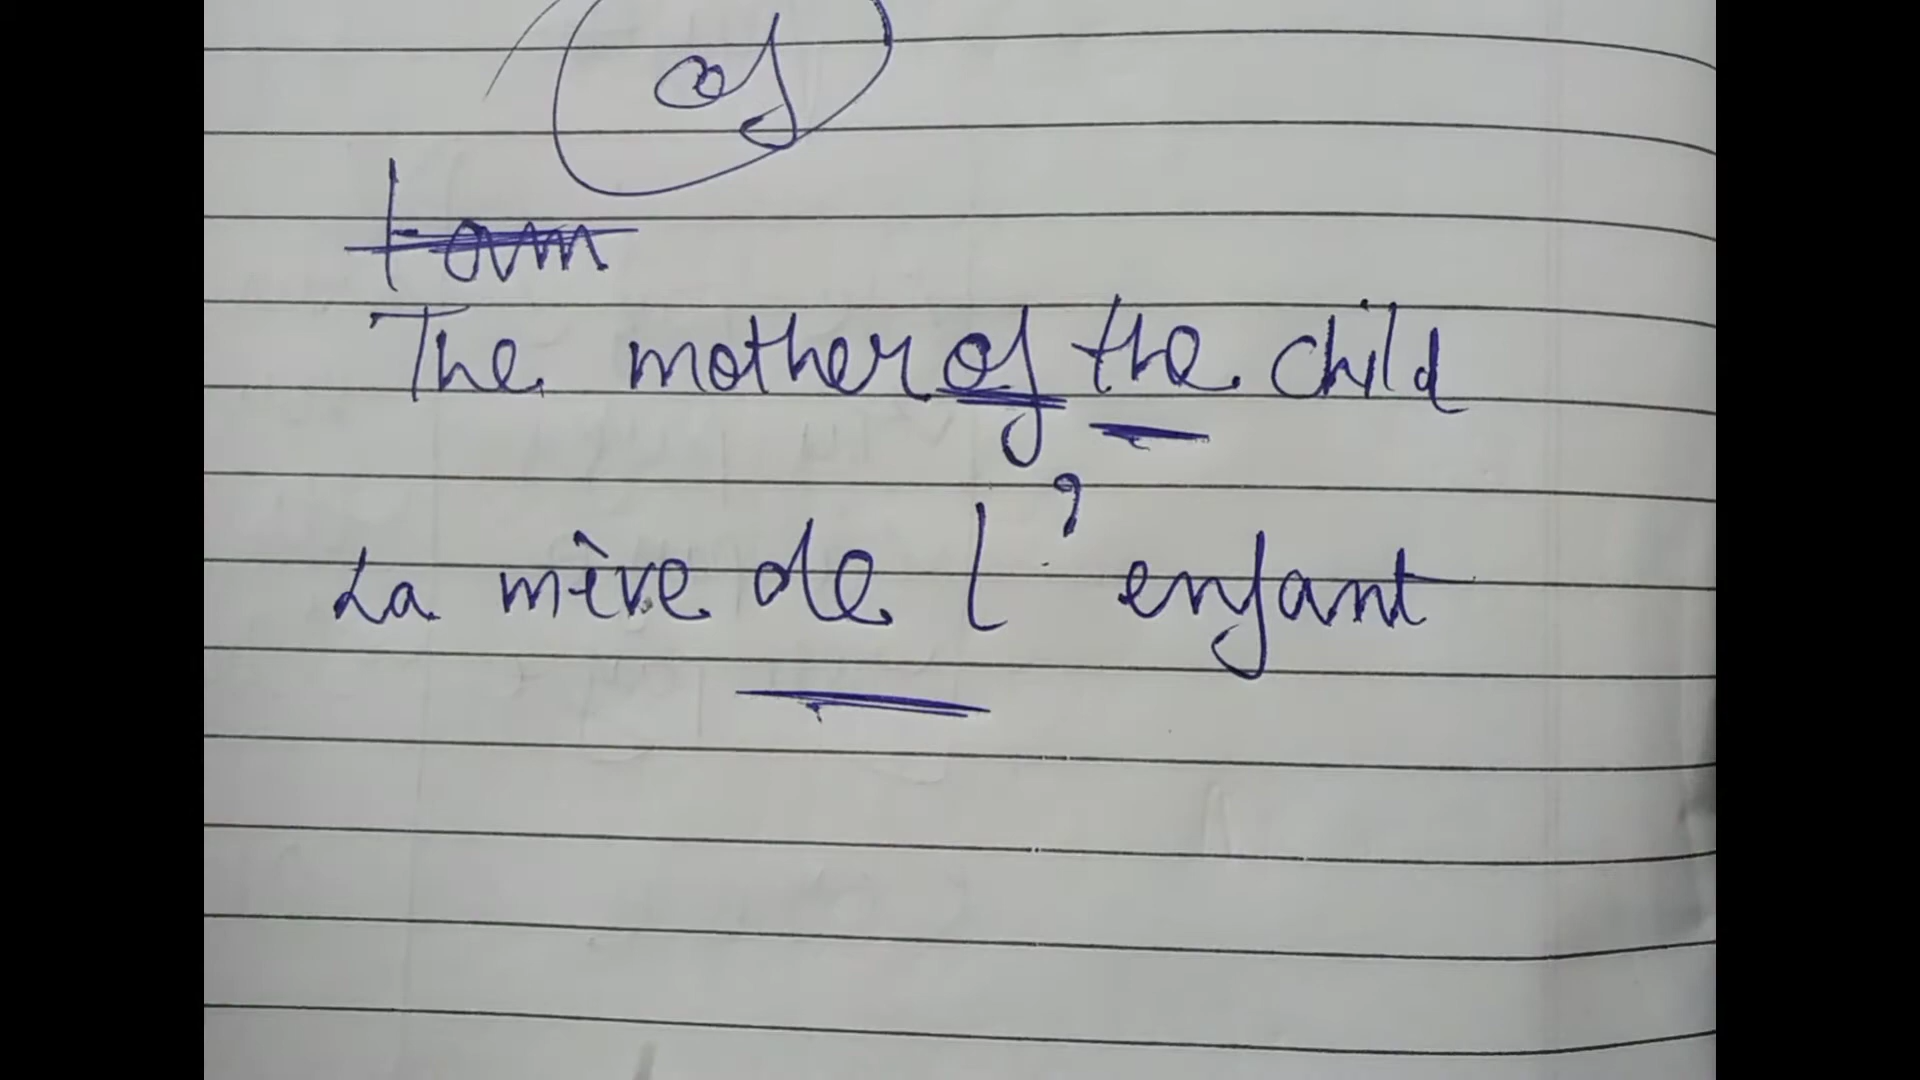 of
The mother of the child
La mère de l'enfant